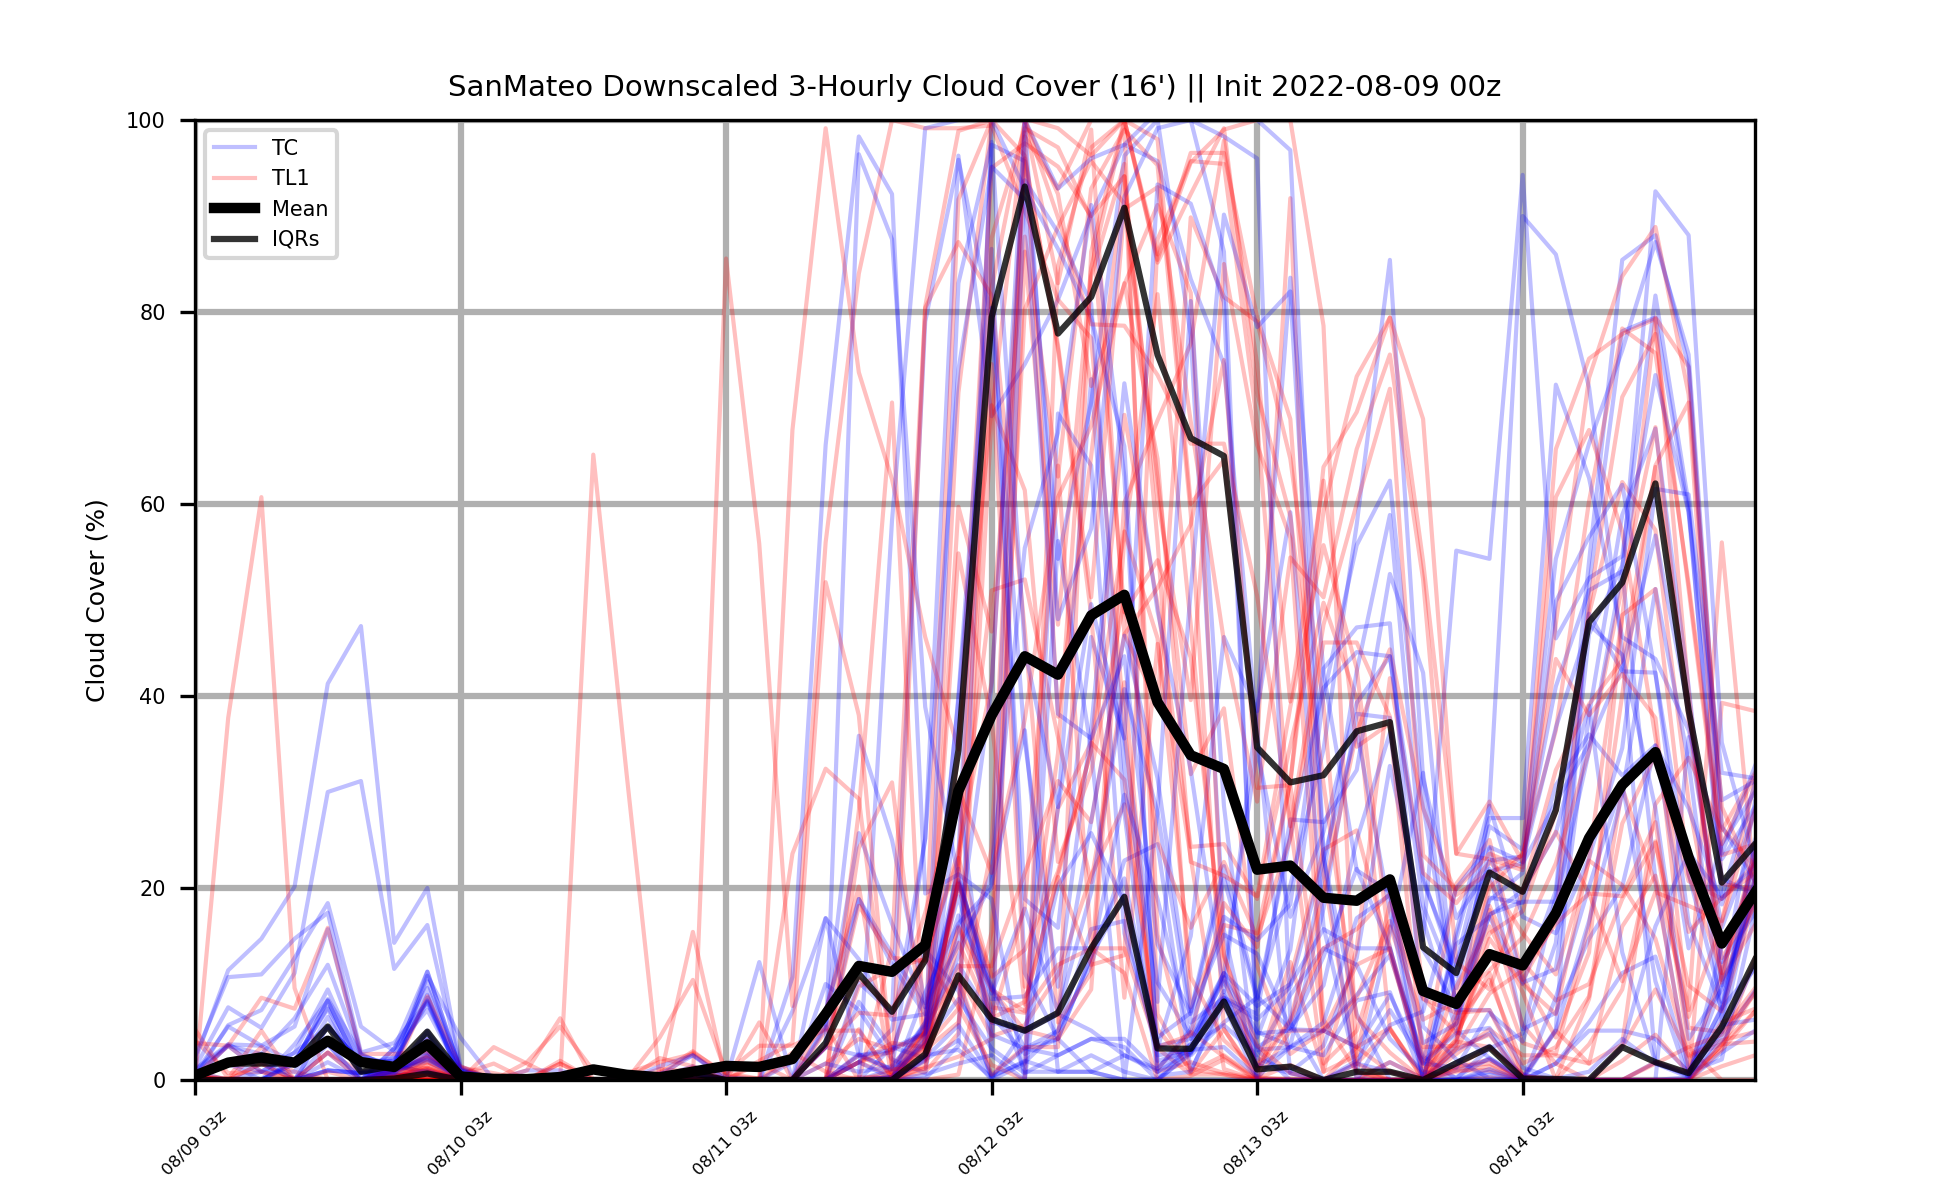 SanMateo Downscaled 3-Hourly Cloud Cover (16') || Init 2022-08-09 00z
TC
TL1
Mean
IQRs
Cloud Cover (%)
100
80
60
40
20
0
08/09 03z
08/10 03z
08/11 03z
08/12 03z
08/13 03z
08/14 03z